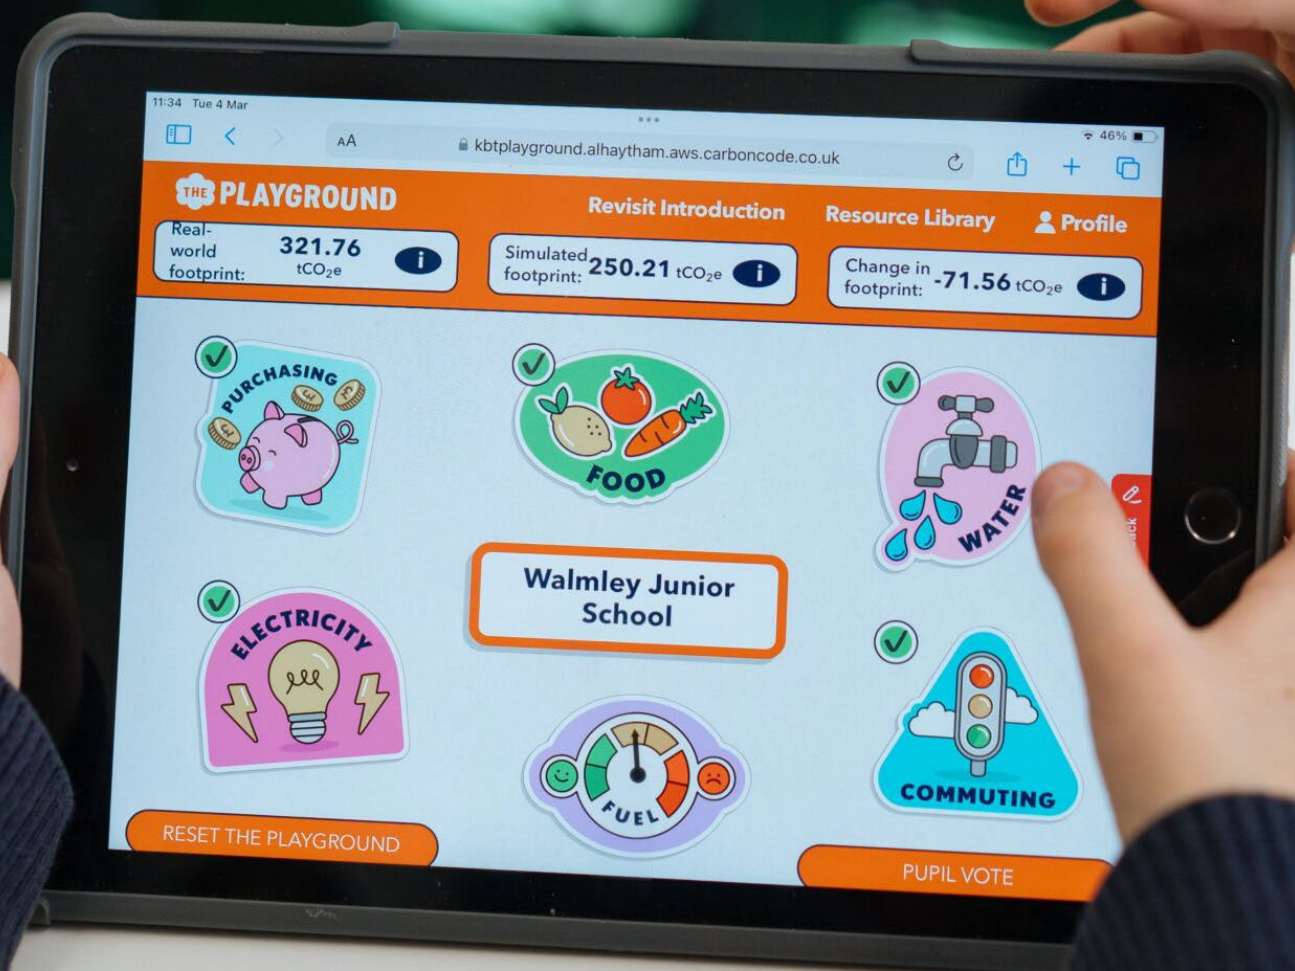 11:34 Tue 4 Mar
46%
AA kbtplayground.alhaytham.aws.carboncode.co.uk
THE PLAYGROUND Revisit Introduction Resource Library Profile
Real-
world
footprint:
321.76
tCO₂e
i
Simulated
footprint:
250.21 tCO₂e
i
Change in
footprint:
-71.56 tCO₂e
i
PURCHASING
FOOD
WATER
Walmley Junior
School
ELECTRICITY
FUEL
COMMUTING
RESET THE PLAYGROUND
PUPIL VOTE